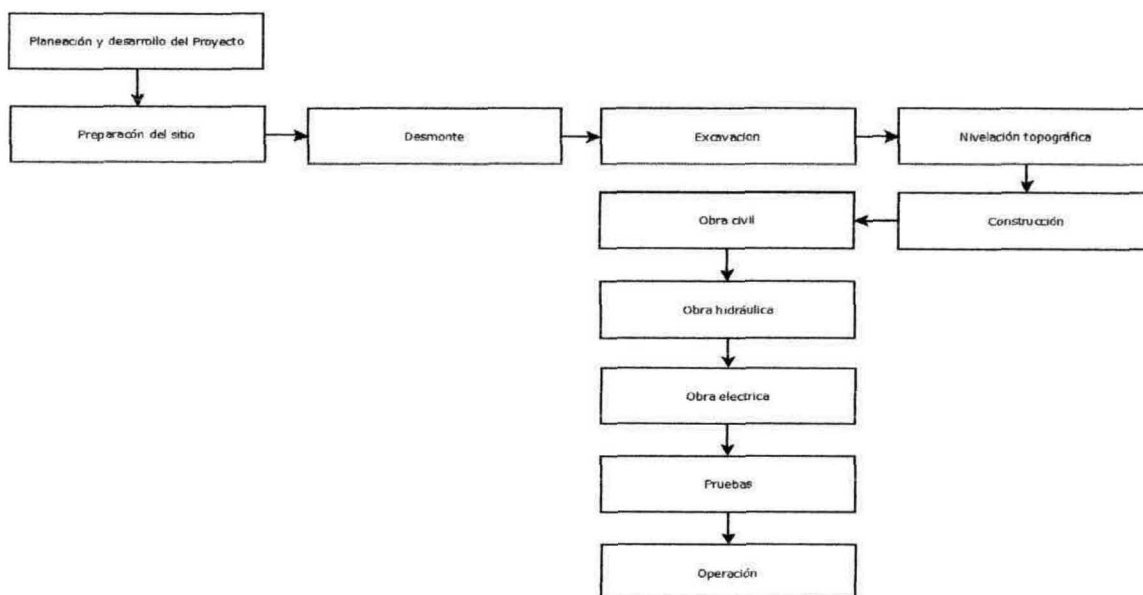 Planeación y desarrollo del Proyecto
Preparacón del sitio
Desmonte
Excavacion
Nivelación topográfica
Construcción
Obra civil
Obra hidráulica
Obra electrica
Pruebas
Operación